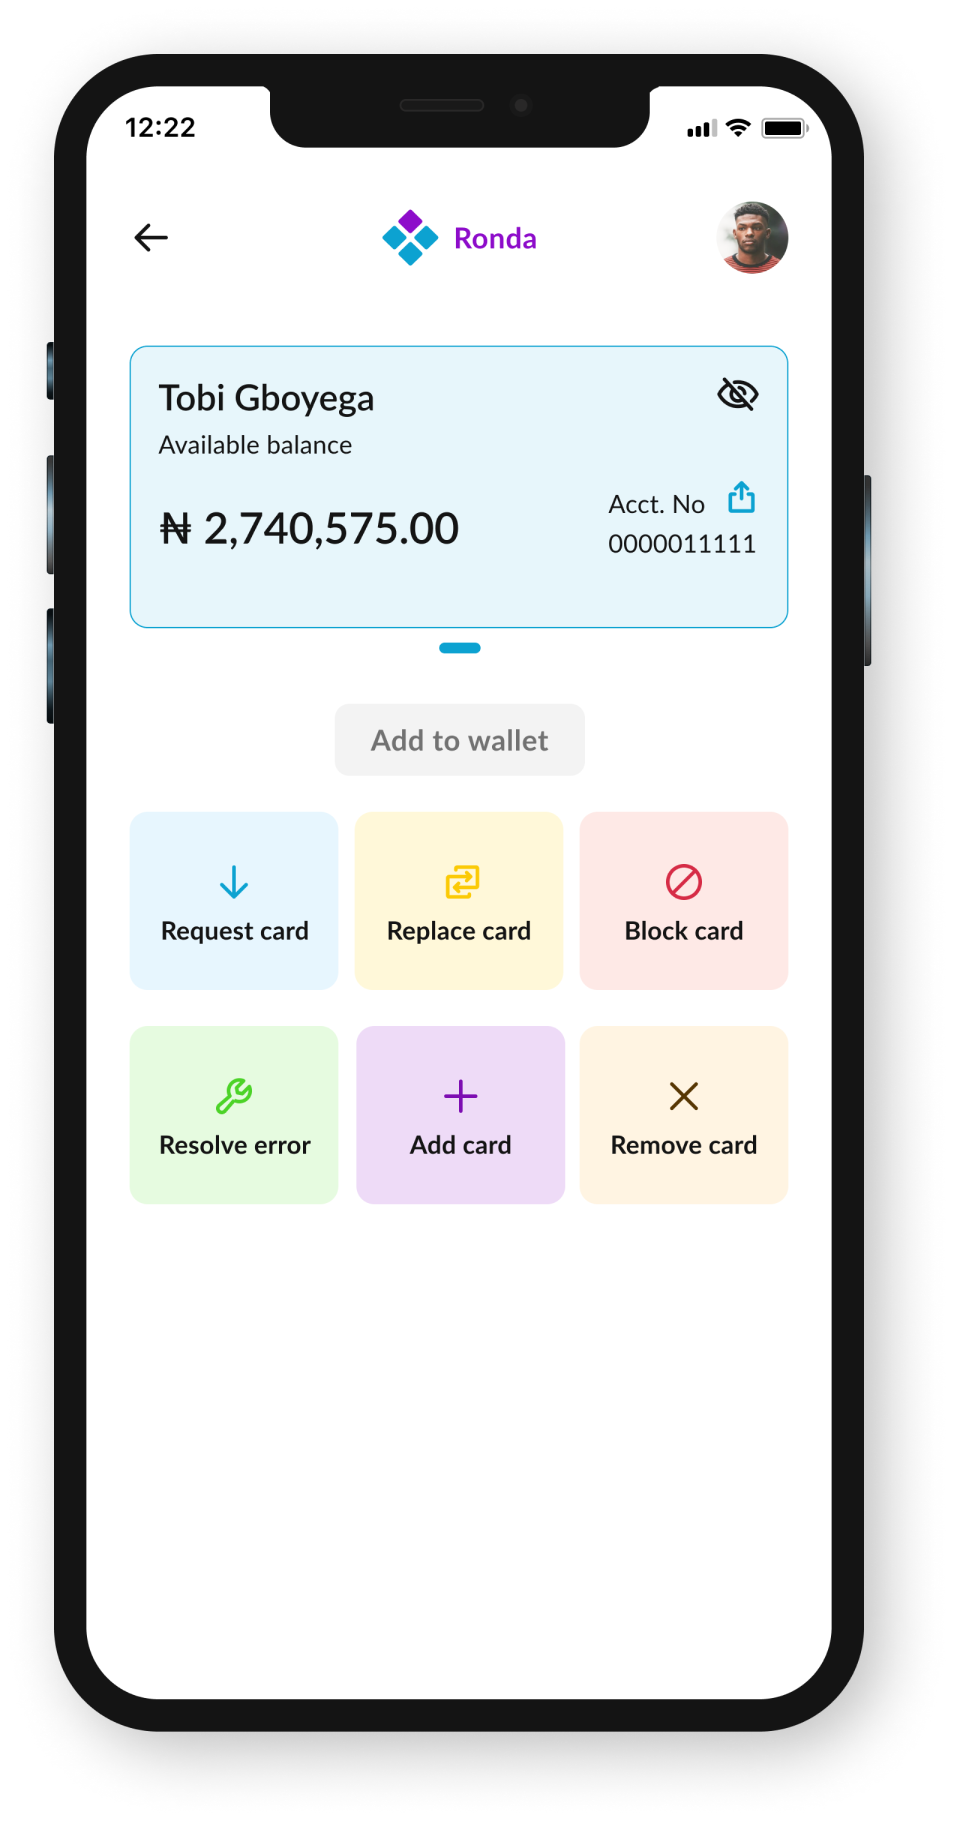 12:22
Ronda
Tobi Gboyega
Available balance
₦ 2,740,575.00
Acct. No
0000011111
Add to wallet
Request card
Replace card
Block card
Resolve error
Add card
Remove card